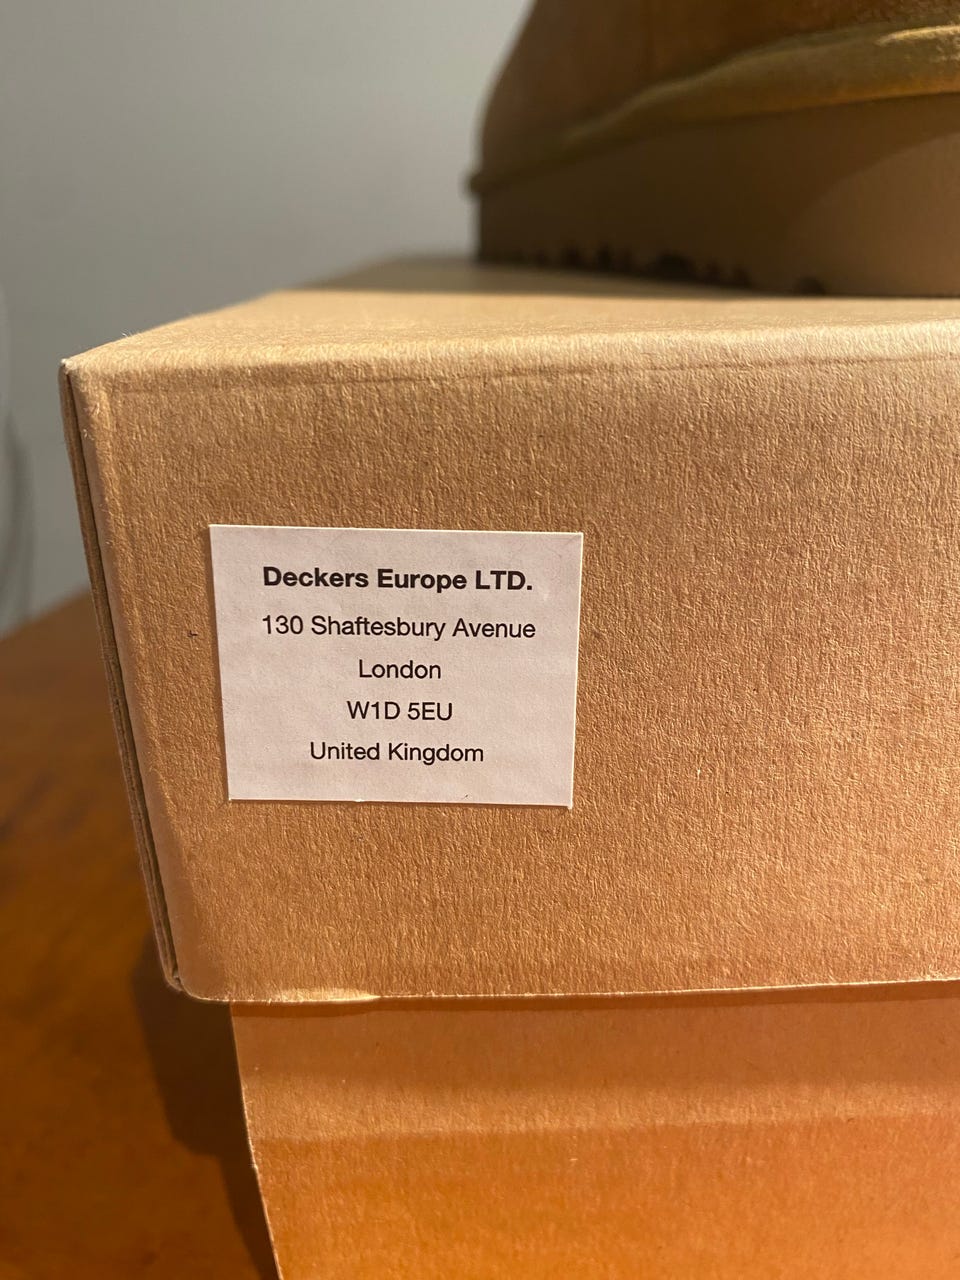 Deckers Europe LTD.
130 Shaftesbury Avenue
London
W1D 5EU
United Kingdom